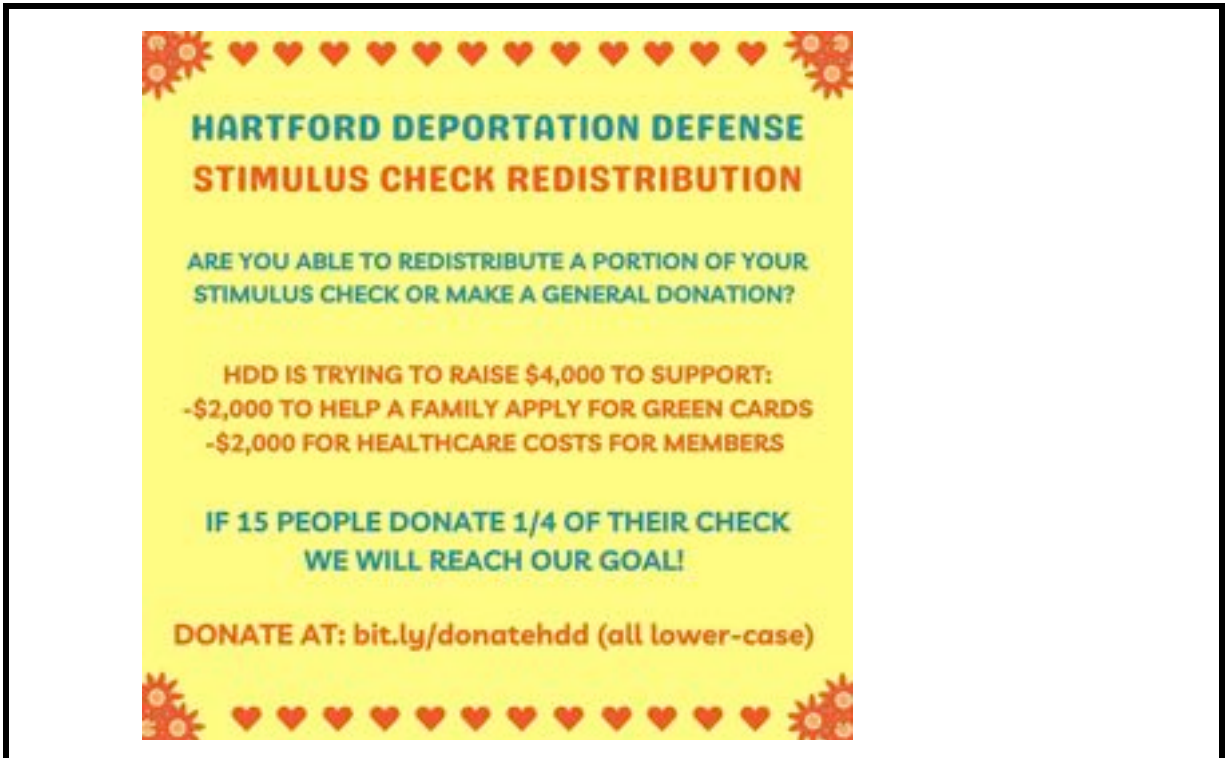 HARTFORD DEPORTATION DEFENSE
STIMULUS CHECK REDISTRIBUTION
ARE YOU ABLE TO REDISTRIBUTE A PORTION OF YOUR
STIMULUS CHECK OR MAKE A GENERAL DONATION?
HDD IS TRYING TO RAISE $4,000 TO SUPPORT:
-$2,000 TO HELP A FAMILY APPLY FOR GREEN CARDS
-$2,000 FOR HEALTHCARE COSTS FOR MEMBERS
IF 15 PEOPLE DONATE 1/4 OF THEIR CHECK
WE WILL REACH OUR GOAL!
DONATE AT: bit.ly/donatehdd (all lower-case)